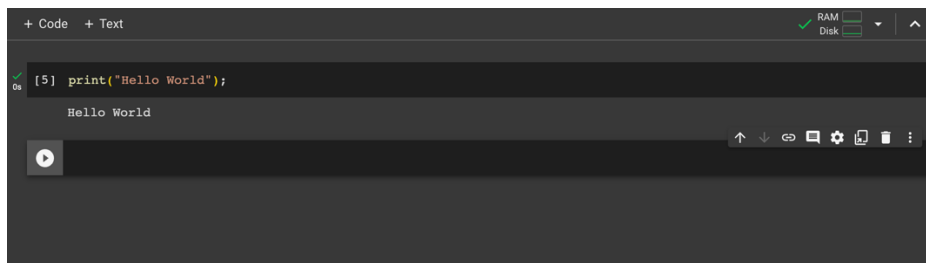 + Code + Text
RAM
Disk
0s
[5] print("Hello World");
Hello World